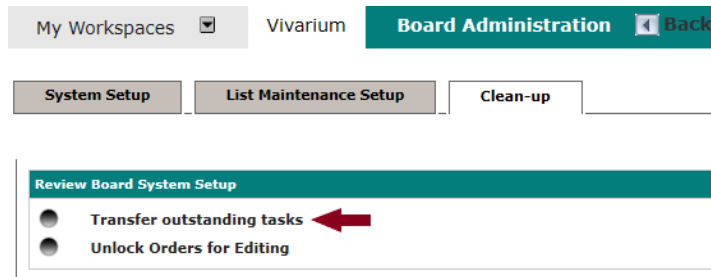 My Workspaces Vivarium Board Administration Back
System Setup List Maintenance Setup Clean-up
Review Board System Setup
Transfer outstanding tasks
Unlock Orders for Editing